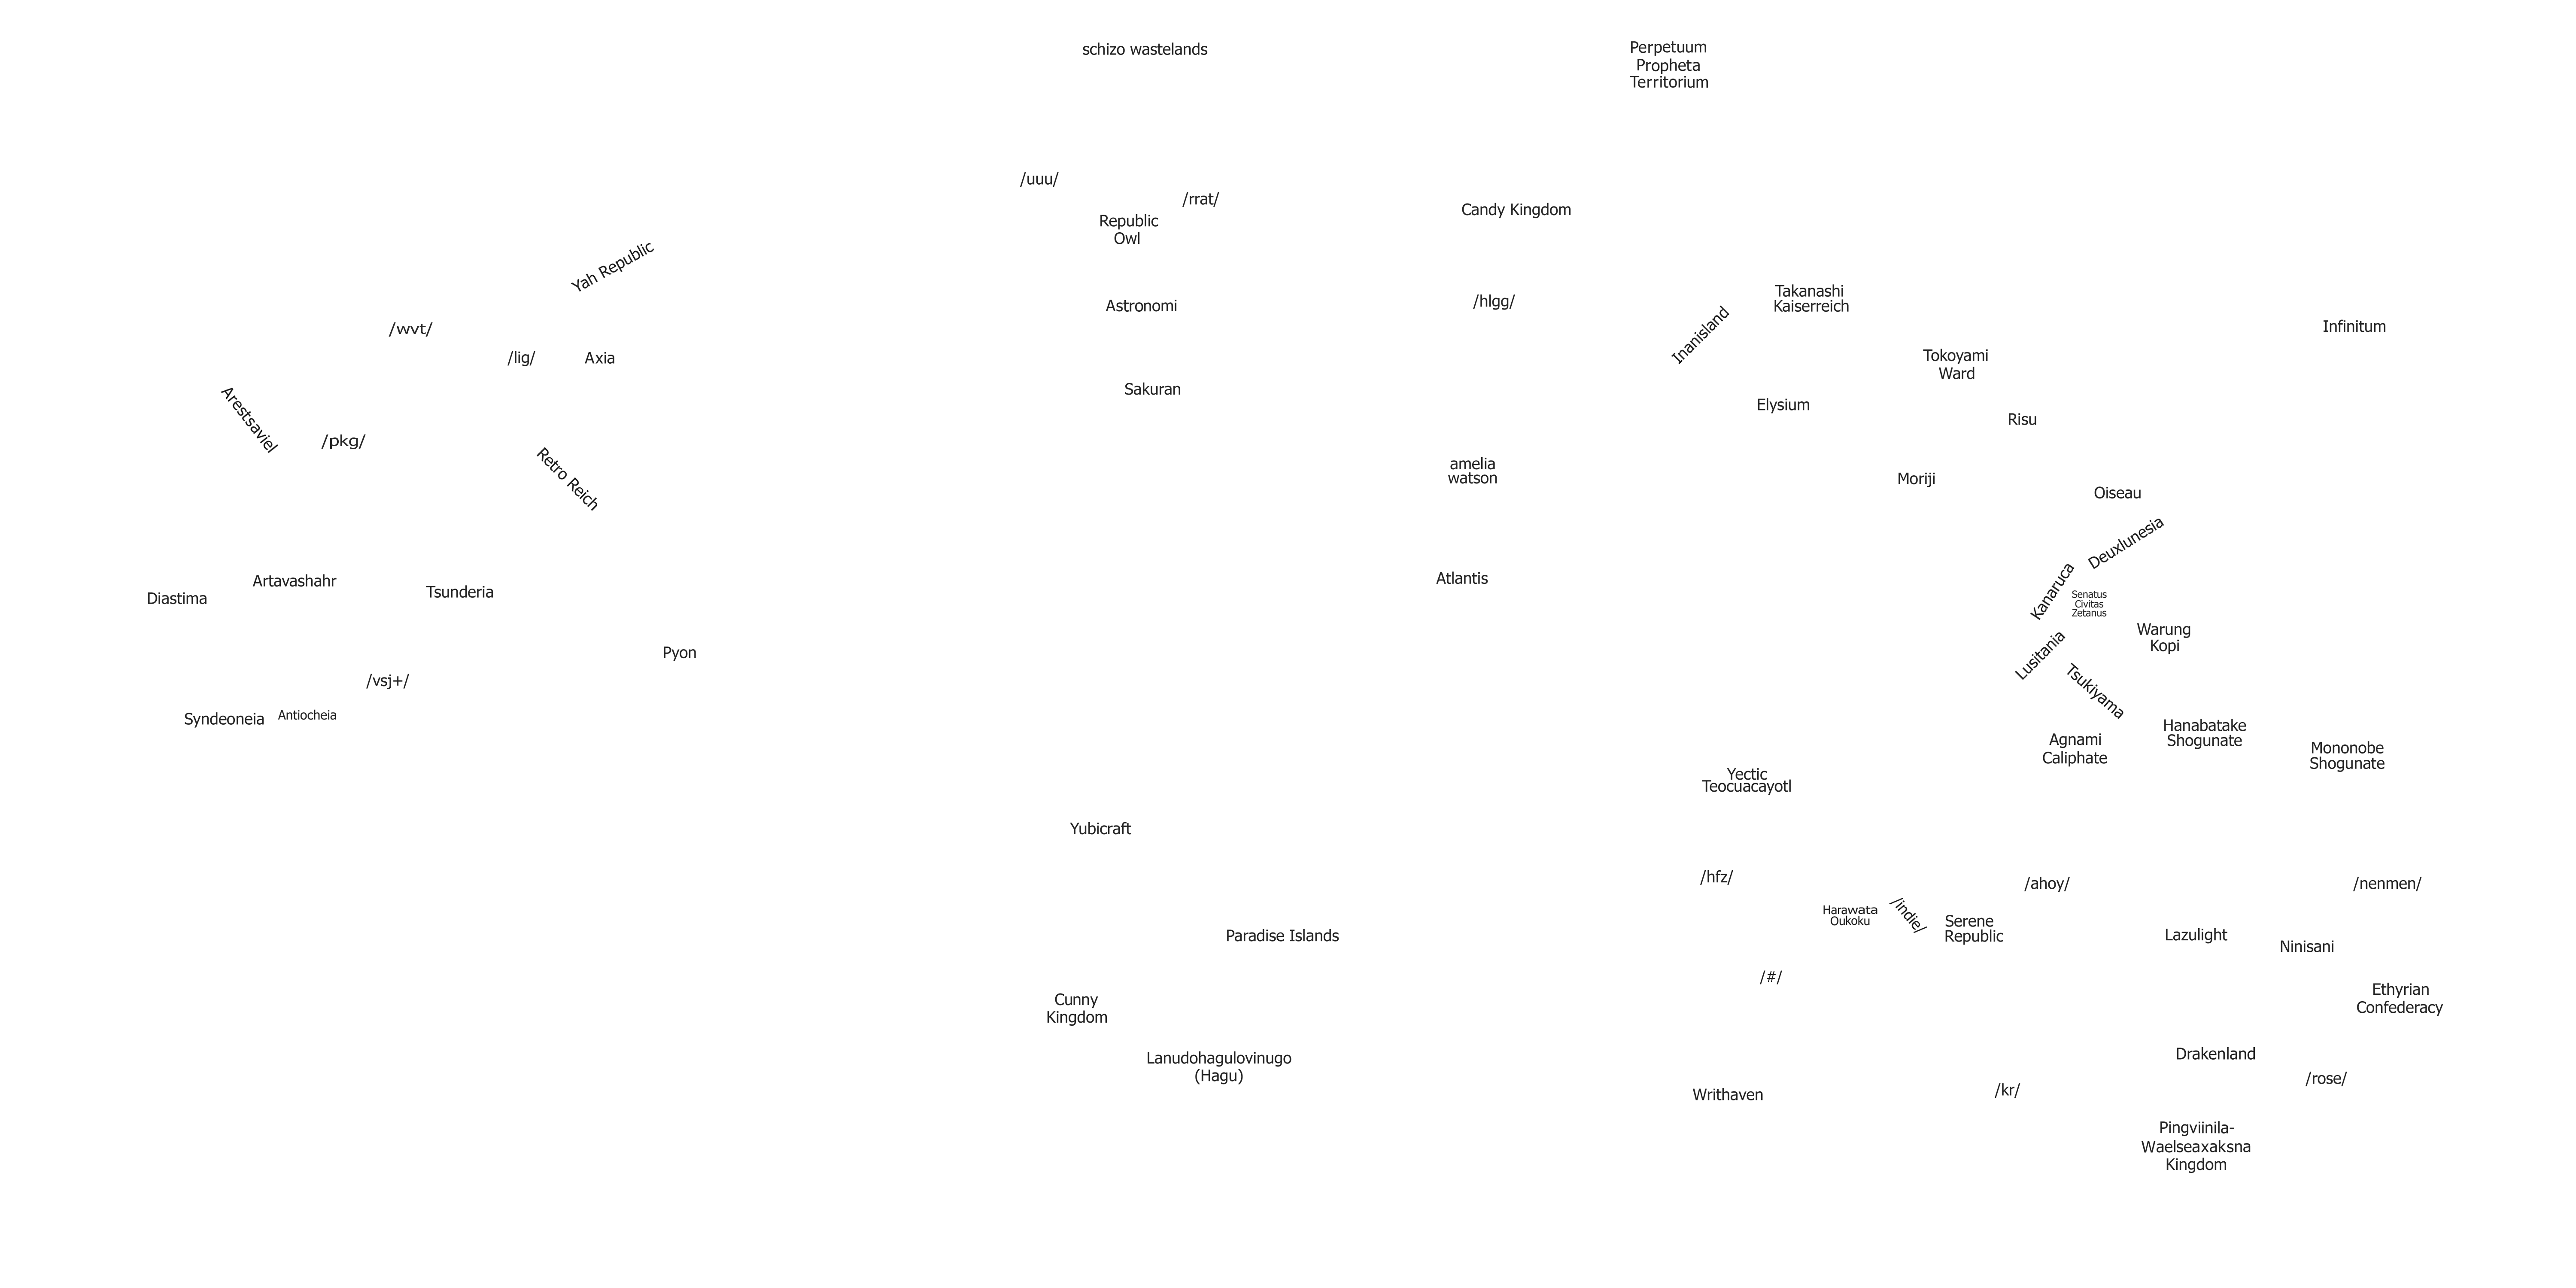 schizo wastelands
Perpetuum
Propheta
Territorium
/uuu/
/rrat/
Republic
Owl
Candy Kingdom
Yah Republic
Astronomi
/hlgg/
Takanashi
Kaiserreich
Inanisland
Infinitum
/wvt/
/lig/
Axia
Tokoyami
Ward
Sakuran
Elysium
Risu
Arestsaviel
/pkg/
Retro Reich
amelia
watson
Moriji
Oiseau
Deuxlunesia
Artavashahr
Diastima
Tsunderia
Atlantis
Kanaruca
Senatus
Civitas
Zetanus
Warung
Kopi
Lusitania
Pyon
/vsj+/
Tsukiyama
Syndeoneia
Antiocheia
Agnami
Caliphate
Hanabatake
Shogunate
Mononobe
Shogunate
Yectic
Teocuacayotl
Yubicraft
/hfz/
/ahoy/
/nenmen/
Harawata
Oukoku
/indie/
Serene
Republic
Paradise Islands
Lazulight
Ninisani
/#/
Cunny
Kingdom
Ethyrian
Confederacy
Lanudohagulovinugo
(Hagu)
Drakenland
/rose/
Writhaven
/kr/
Pingviinila-
Waelseaxaksna
Kingdom